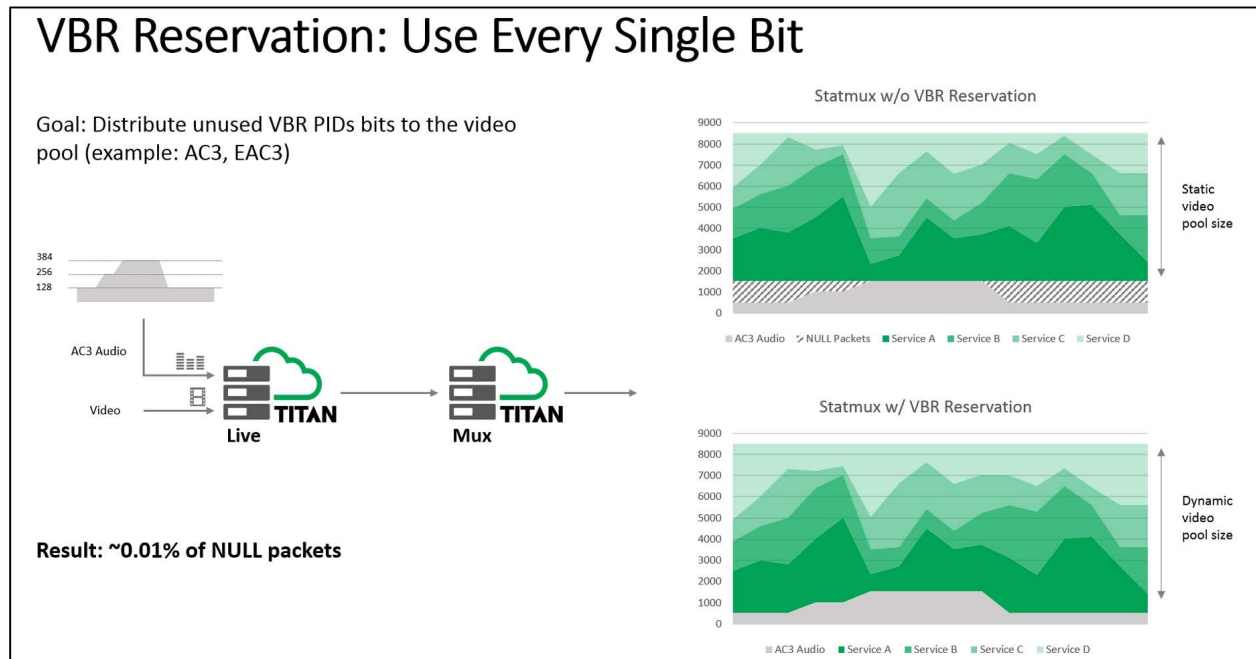 VBR Reservation: Use Every Single Bit
Goal: Distribute unused VBR PIDs bits to the video
pool (example: AC3, EAC3)
384
256
128
AC3 Audio
Video
TITAN
Live
TITAN
Mux
Result: ~0.01% of NULL packets
Statmux w/o VBR Reservation
9000
8000
7000
6000
5000
4000
3000
2000
1000
0
Static
video
pool size
AC3 Audio NULL Packets Service A Service B Service C Service D
Statmux w/ VBR Reservation
9000
8000
7000
6000
5000
4000
3000
2000
1000
0
Dynamic
video
pool size
AC3 Audio Service A Service B Service C Service D